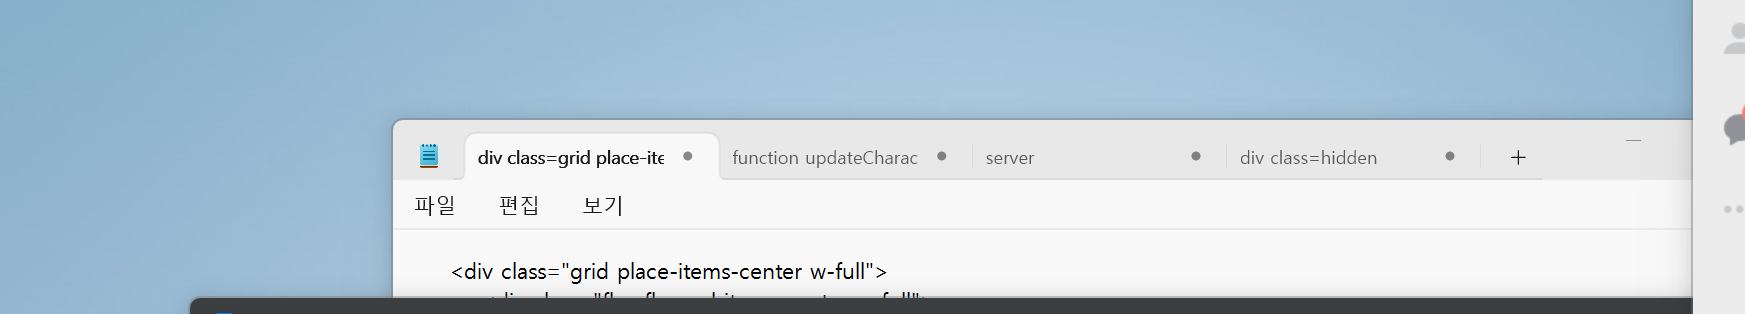 div class=grid place-ite function updateCharac server div class=hidden
파일 편집 보기
<div class="grid place-items-center w-full">